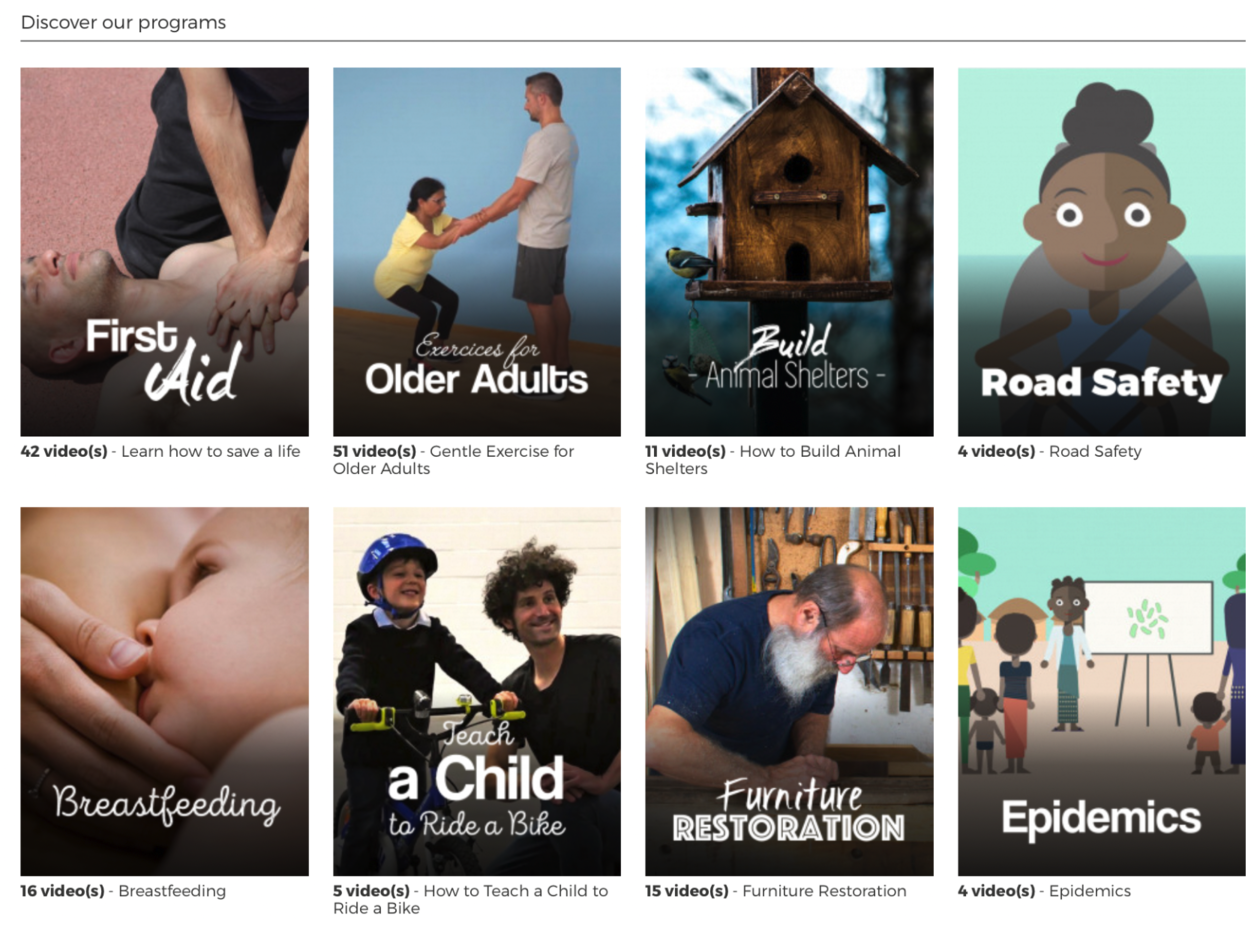 Discover our programs
First
Aid
Exercices for
Older Adults
Build
- Animal Shelters -
Road Safety
42 video(s) - Learn how to save a life
51 video(s) - Gentle Exercise for
Older Adults
11 video(s) - How to Build Animal
Shelters
4 video(s) - Road Safety
Breastfeeding
Teach
a Child
to Ride a Bike
Furniture
RESTORATION
Epidemics
16 video(s) - Breastfeeding
5 video(s) - How to Teach a Child to
Ride a Bike
15 video(s) - Furniture Restoration
4 video(s) - Epidemics